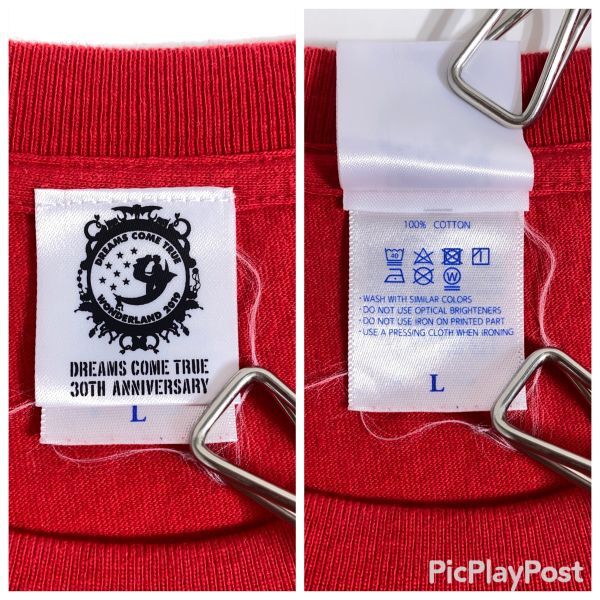 DREAMS COME TRUE
WONDERLAND 2019
DREAMS COME TRUE
30TH ANNIVERSARY
L
100% COTTON
40
W
・WASH WITH SIMILAR COLORS
・DO NOT USE OPTICAL BRIGHTENERS
・DO NOT USE IRON ON PRINTED PART
・USE A PRESSING CLOTH WHEN IRONING
L
PicPlayPost